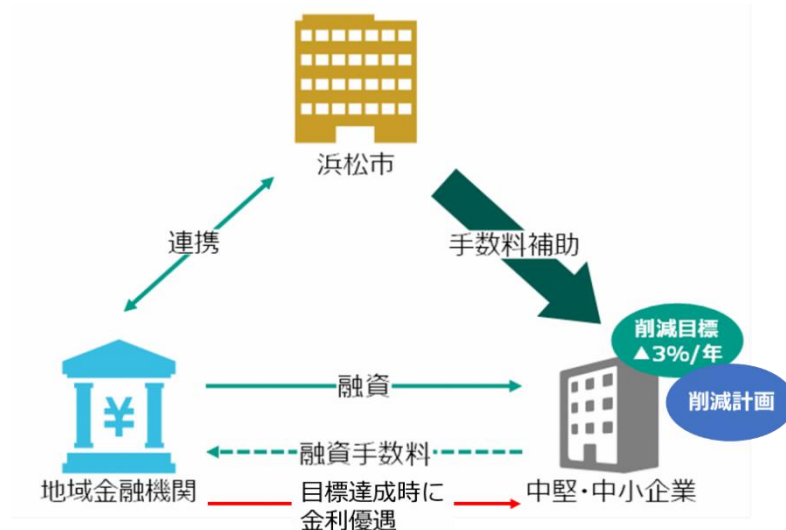 浜松市
連携
手数料補助
削減目標
▲3%/年
削減計画
融資
¥
融資手数料
地域金融機関
目標達成時に
金利優遇
中堅・中小企業